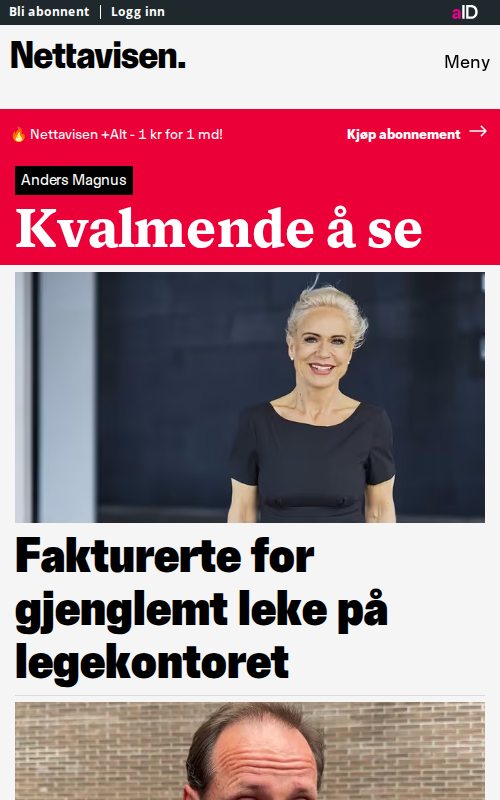 Bli abonnent | Logg inn
aID
Nettavisen.
Meny
🔥 Nettavisen +Alt - 1 kr for 1 md!
Kjøp abonnement →
Anders Magnus
Kvalmende å se
Fakturerte for
gjenglemt leke på
legekontoret